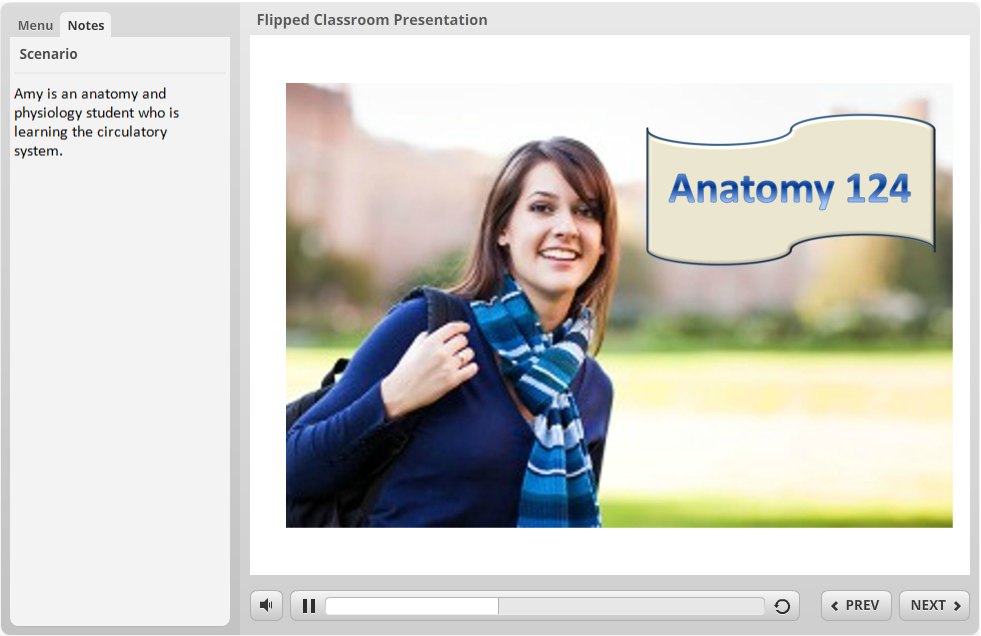 Menu
Notes
Flipped Classroom Presentation
Scenario
Amy is an anatomy and
physiology student who is
learning the circulatory
system.
Anatomy 124
PREV
NEXT